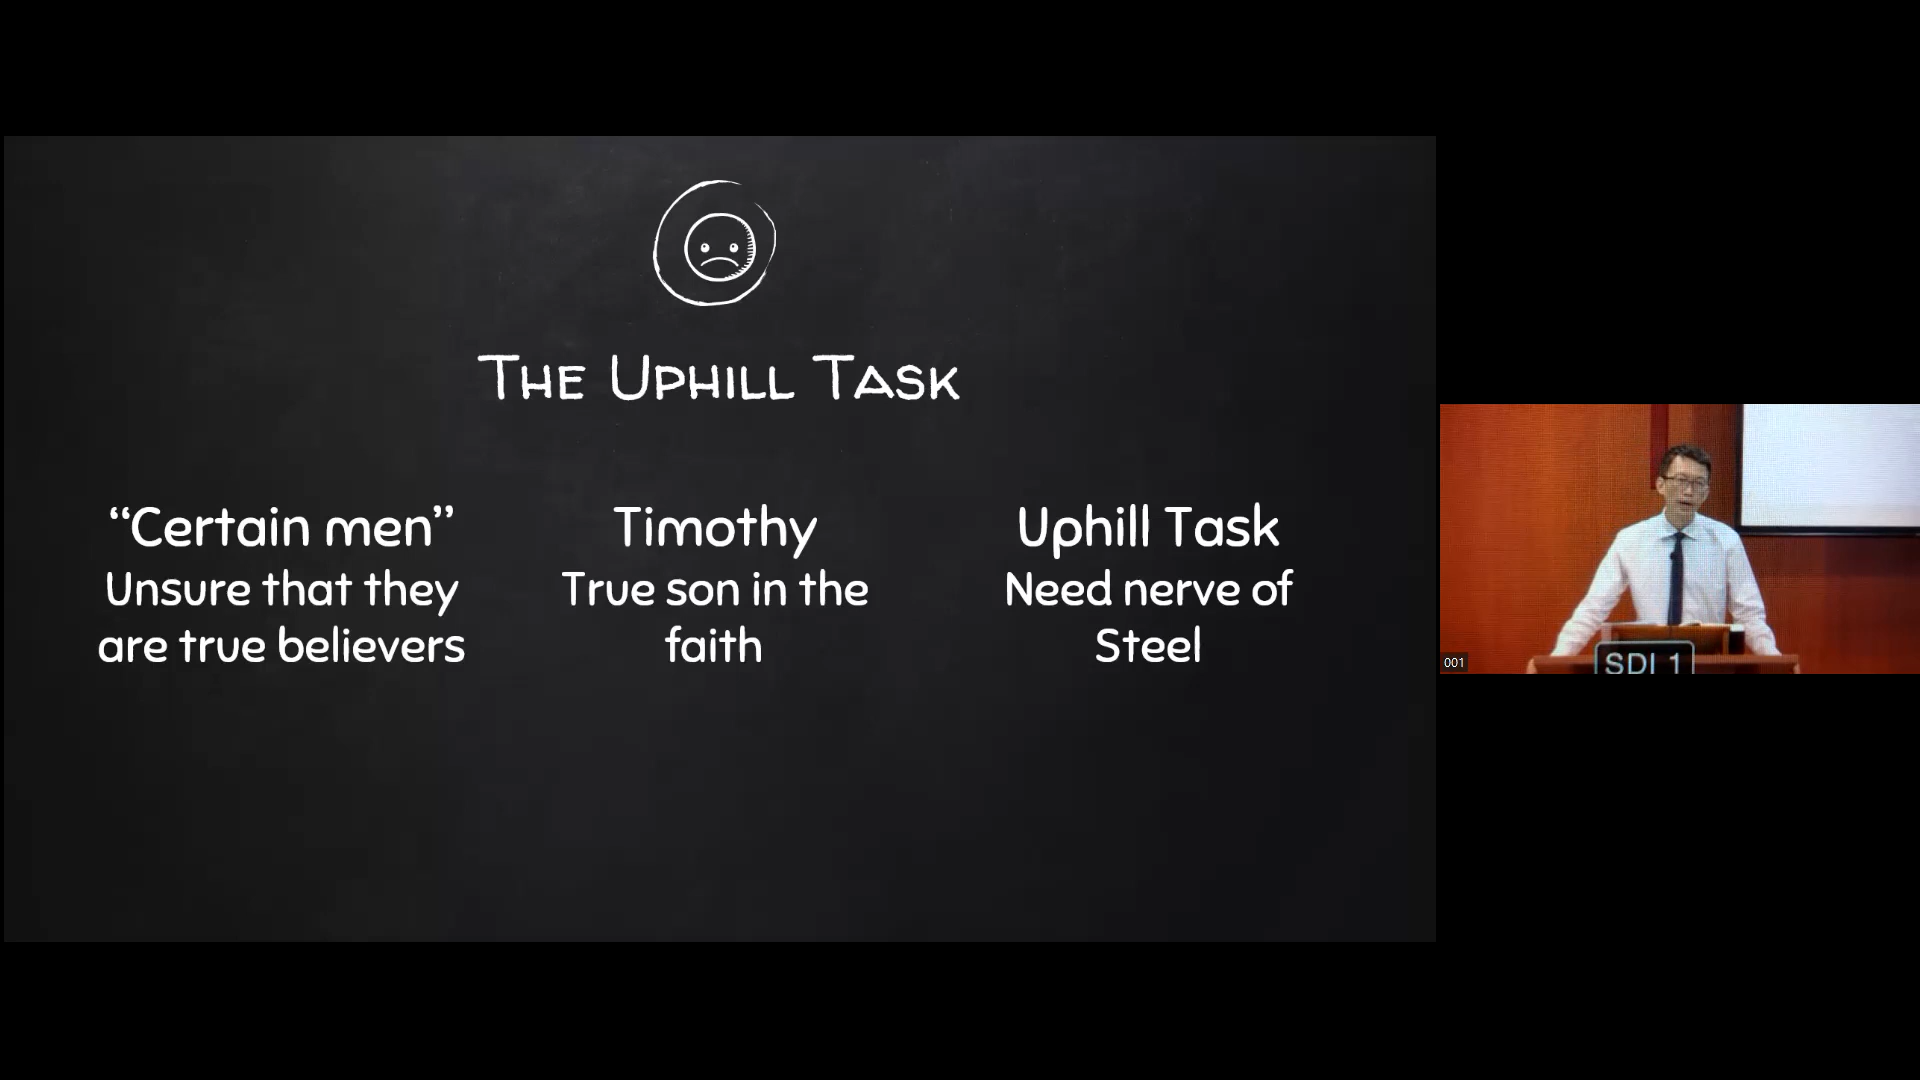 THE UPHILL TASK
“Certain men”
Unsure that they
are true believers
Timothy
True son in the
faith
Uphill Task
Need nerve of
Steel
001
SDL 1